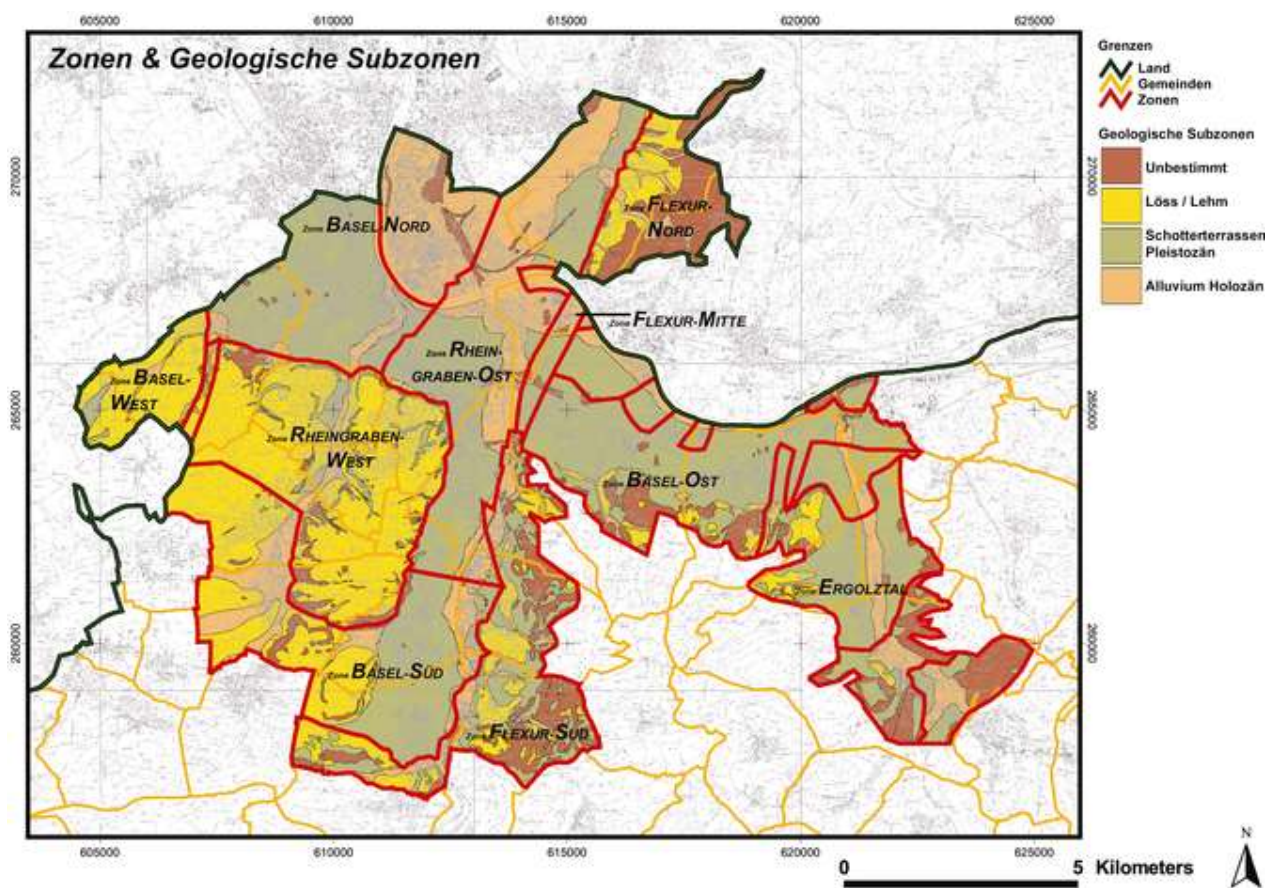 605000 610000 615000 620000 625000
Zonen & Geologische Subzonen
Grenzen
Land
Gemeinden
Zonen
Geologische Subzonen
Unbestimmt
Löss / Lehm
Schotterterrassen
Pleistozän
Alluvium Holozän
270000
270000
265000
265000
260000
260000
Zone BASEL-NORD
Zone FLEXUR-
NORD
Zone FLEXUR-MITTE
Zone RHEIN-
GRABEN-OST
Zone BASEL-
WEST
Zone RHEINGRABEN-
WEST
Zone BASEL-OST
Zone ERGOLZTAL
Zone BASEL-SÜD
Zone FLEXUR-SÜD
605000 610000 615000 620000 625000
0 5 Kilometers
N